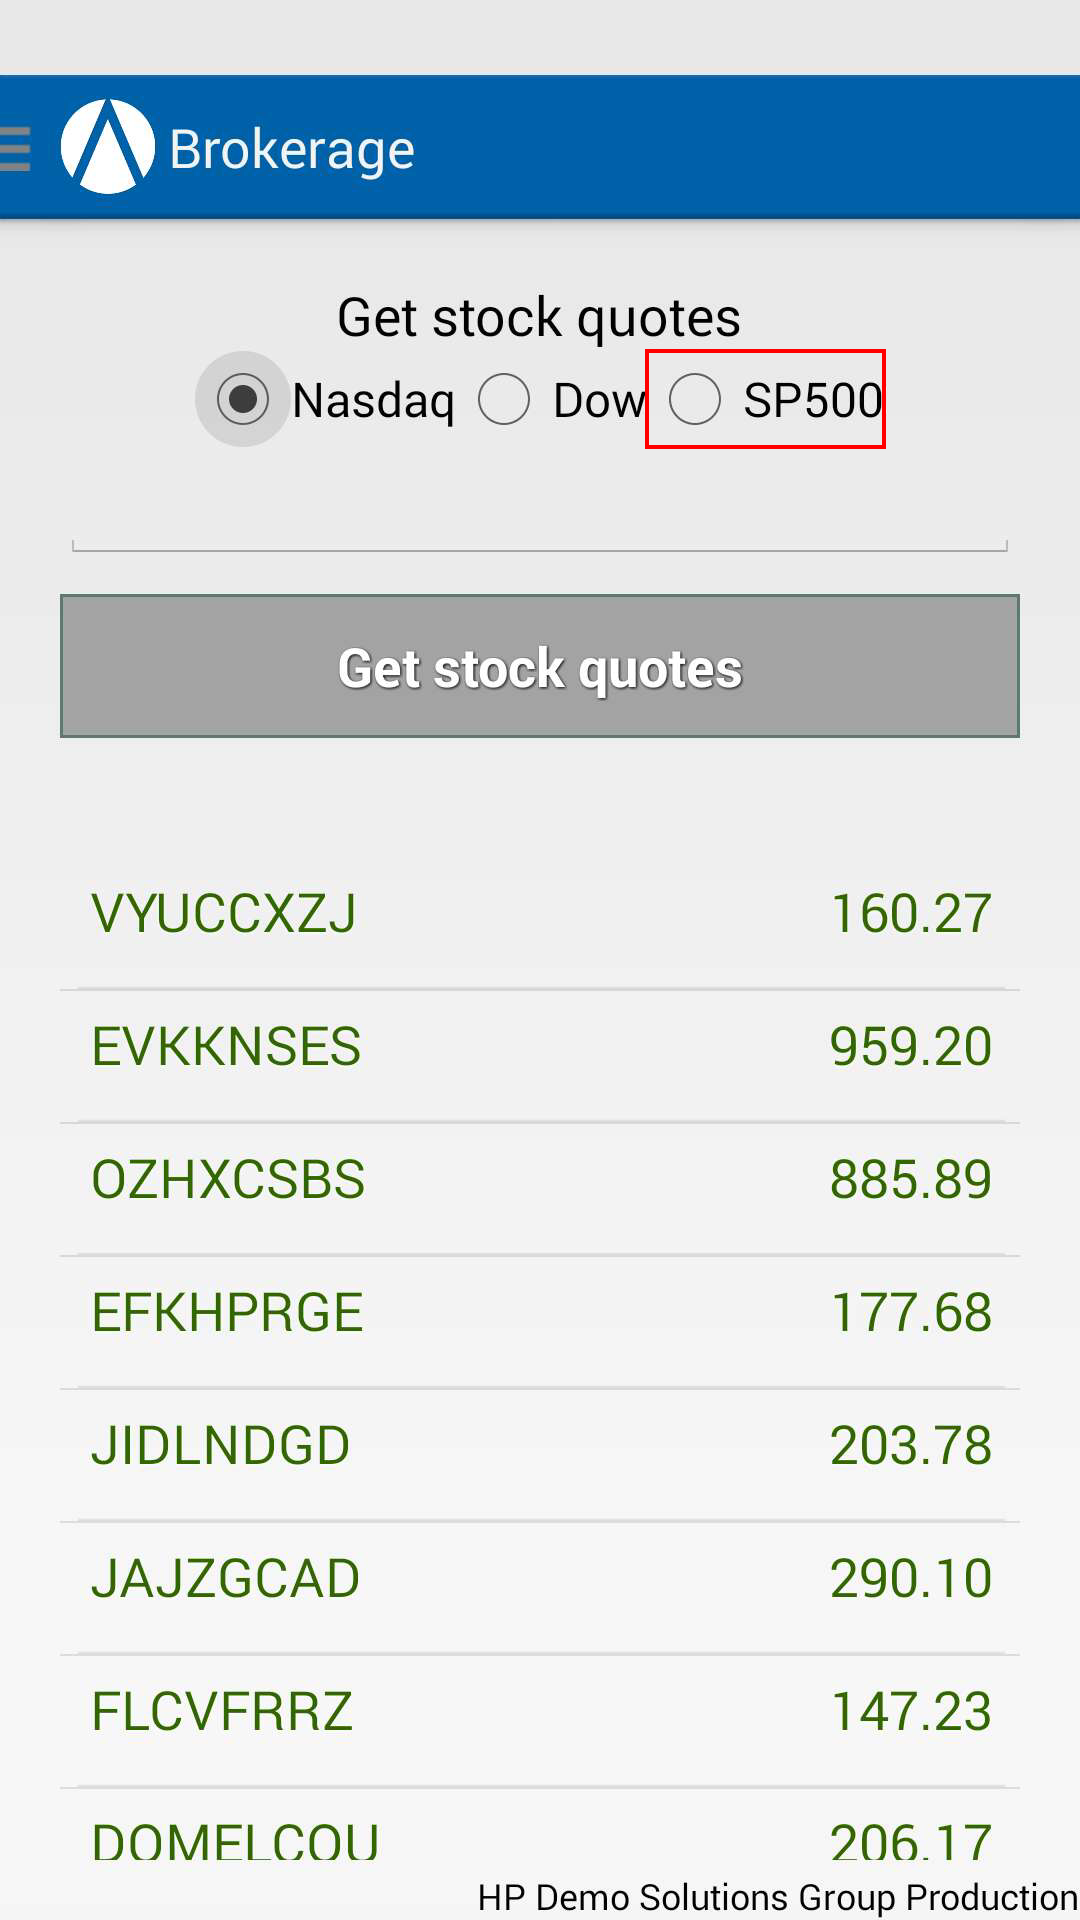 Brokerage
Get stock quotes
Nasdaq Dow SP500
Get stock quotes
VYUCCXZJ 160.27
EVKKNSES 959.20
OZHXCSBS 885.89
EFKHPRGE 177.68
JIDLNDGD 203.78
JAJZGCAD 290.10
FLCVFRRZ 147.23
DOMELCOU 206.17
HP Demo Solutions Group Production